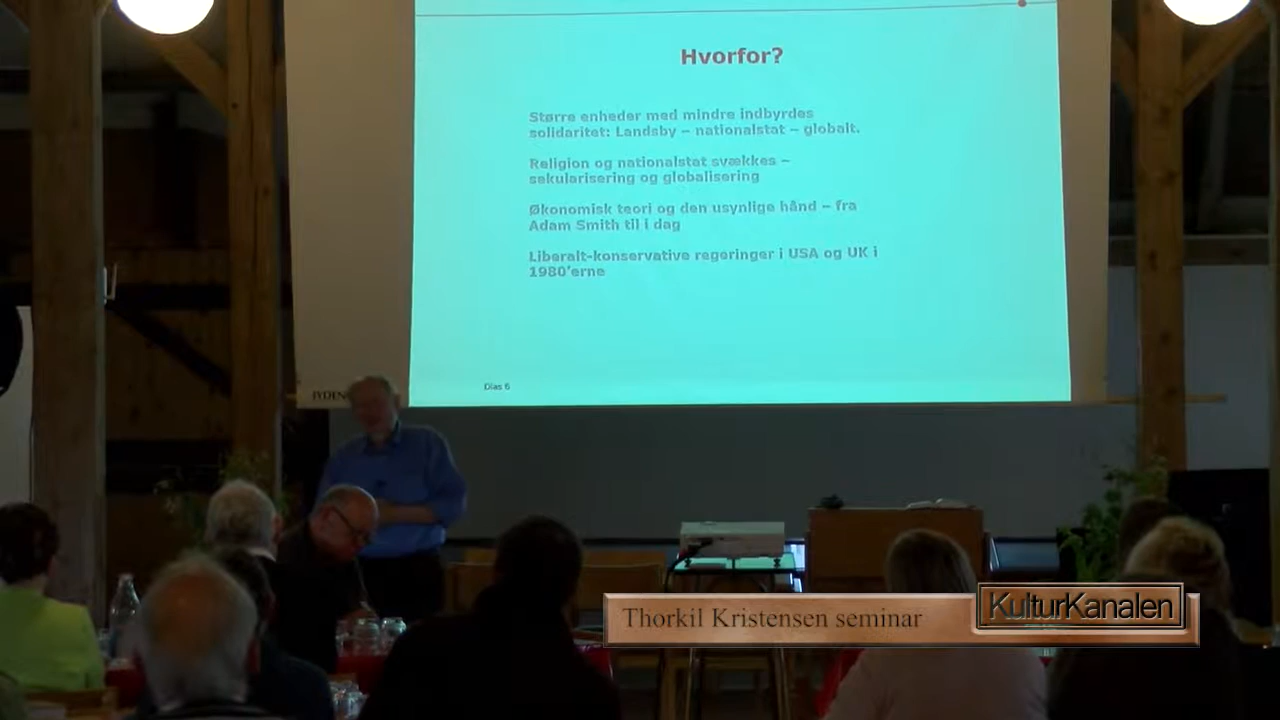 Hvorfor?
Større enheder med mindre indbyrdes
solidaritet: Landsby – nationalstat – globalt.
Religion og nationalstat svækkes –
sekularisering og globalisering
Økonomisk teori og den usynlige hånd – fra
Adam Smith til i dag
Liberalt-konservative regeringer i USA og UK i
1980'erne
Dias 6
Thorkil Kristensen seminar
KulturKanalen